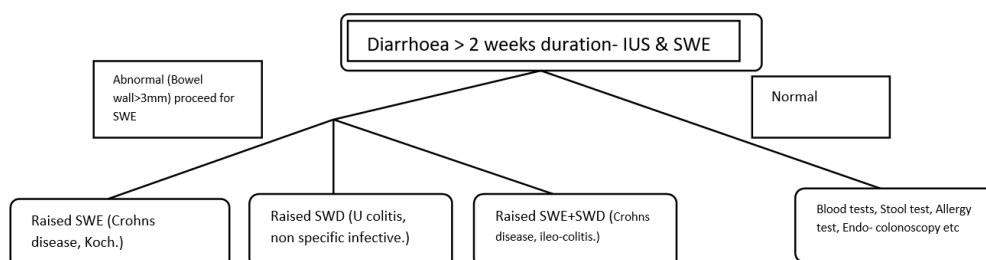 Diarrhoea > 2 weeks duration- IUS & SWE
Abnormal (Bowel
wall>3mm) proceed for
SWE
Normal
Raised SWE (Crohns
disease, Koch.)
Raised SWD (U colitis,
non specific infective.)
Raised SWE+SWD (Crohns
disease, ileo-colitis.)
Blood tests, Stool test, Allergy
test, Endo- colonoscopy etc